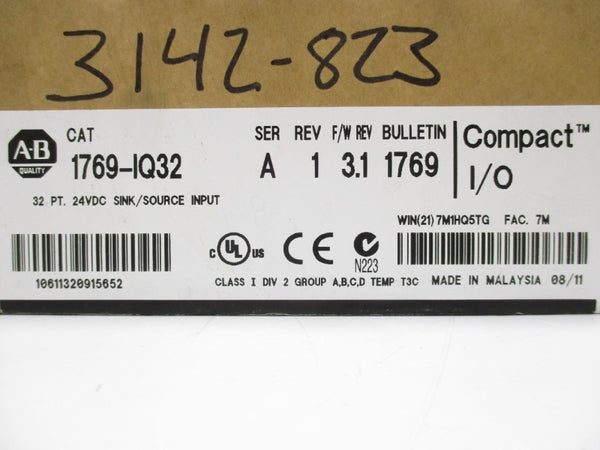 3142-823
A-B
QUALITY
CAT
1769-IQ32
SER REV F/W REV BULLETIN
A 1 3.1 1769
Compact™
I/O
32 PT. 24VDC SINK/SOURCE INPUT
WIN(21) 7M1HQ5TG FAC. 7M
C UL US
CE
N223
10611320915652
CLASS I DIV 2 GROUP A,B,C,D TEMP T3C
MADE IN MALAYSIA 08/11